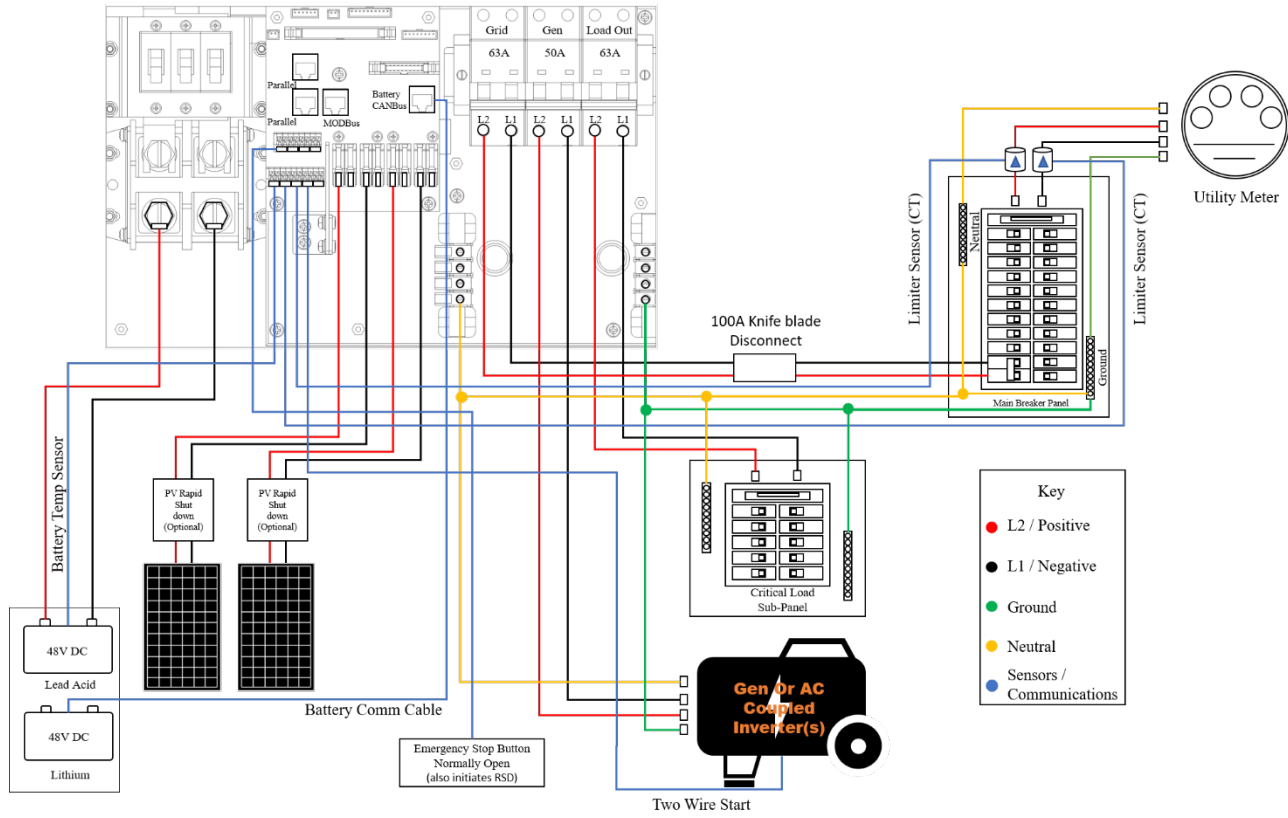 Grid
Gen
Load Out
63A
50A
63A
Parallel
Battery
CANBus
Parallel
MODBus
L2
L1
L2
L1
L2
L1
Utility Meter
Neutral
Limiter Sensor (CT)
Limiter Sensor (CT)
Ground
100A Knife blade
Disconnect
Main Breaker Panel
Battery Temp Sensor
PV Rapid
Shut
down
(Optional)
PV Rapid
Shut
down
(Optional)
Critical Load
Sub-Panel
Key
L2 / Positive
L1 / Negative
Ground
Neutral
Sensors /
Communications
48V DC
Lead Acid
48V DC
Lithium
Battery Comm Cable
Gen Or AC
Coupled
Inverter(s)
Emergency Stop Button
Normally Open
(also initiates RSD)
Two Wire Start